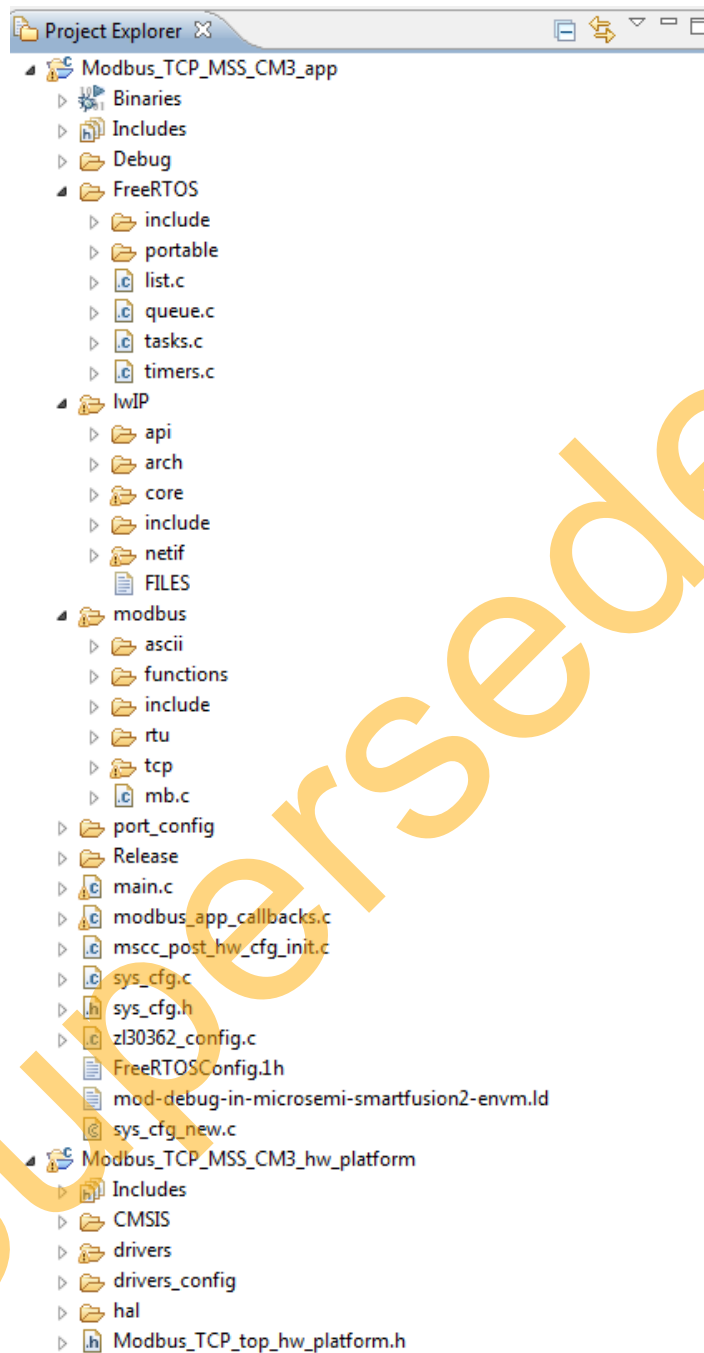 Project Explorer
Modbus_TCP_MSS_CM3_app
Binaries
Includes
Debug
FreeRTOS
include
portable
list.c
queue.c
tasks.c
timers.c
lwIP
api
arch
core
include
netif
FILES
modbus
ascii
functions
include
rtu
tcp
mb.c
port_config
Release
main.c
modbus_app_callbacks.c
mscc_post_hw_cfg_init.c
sys_cfg.c
sys_cfg.h
zl30362_config.c
FreeRTOSConfig.1h
mod-debug-in-microsemi-smartfusion2-envm.ld
sys_cfg_new.c
Modbus_TCP_MSS_CM3_hw_platform
Includes
CMSIS
drivers
drivers_config
hal
Modbus_TCP_top_hw_platform.h
Supersede